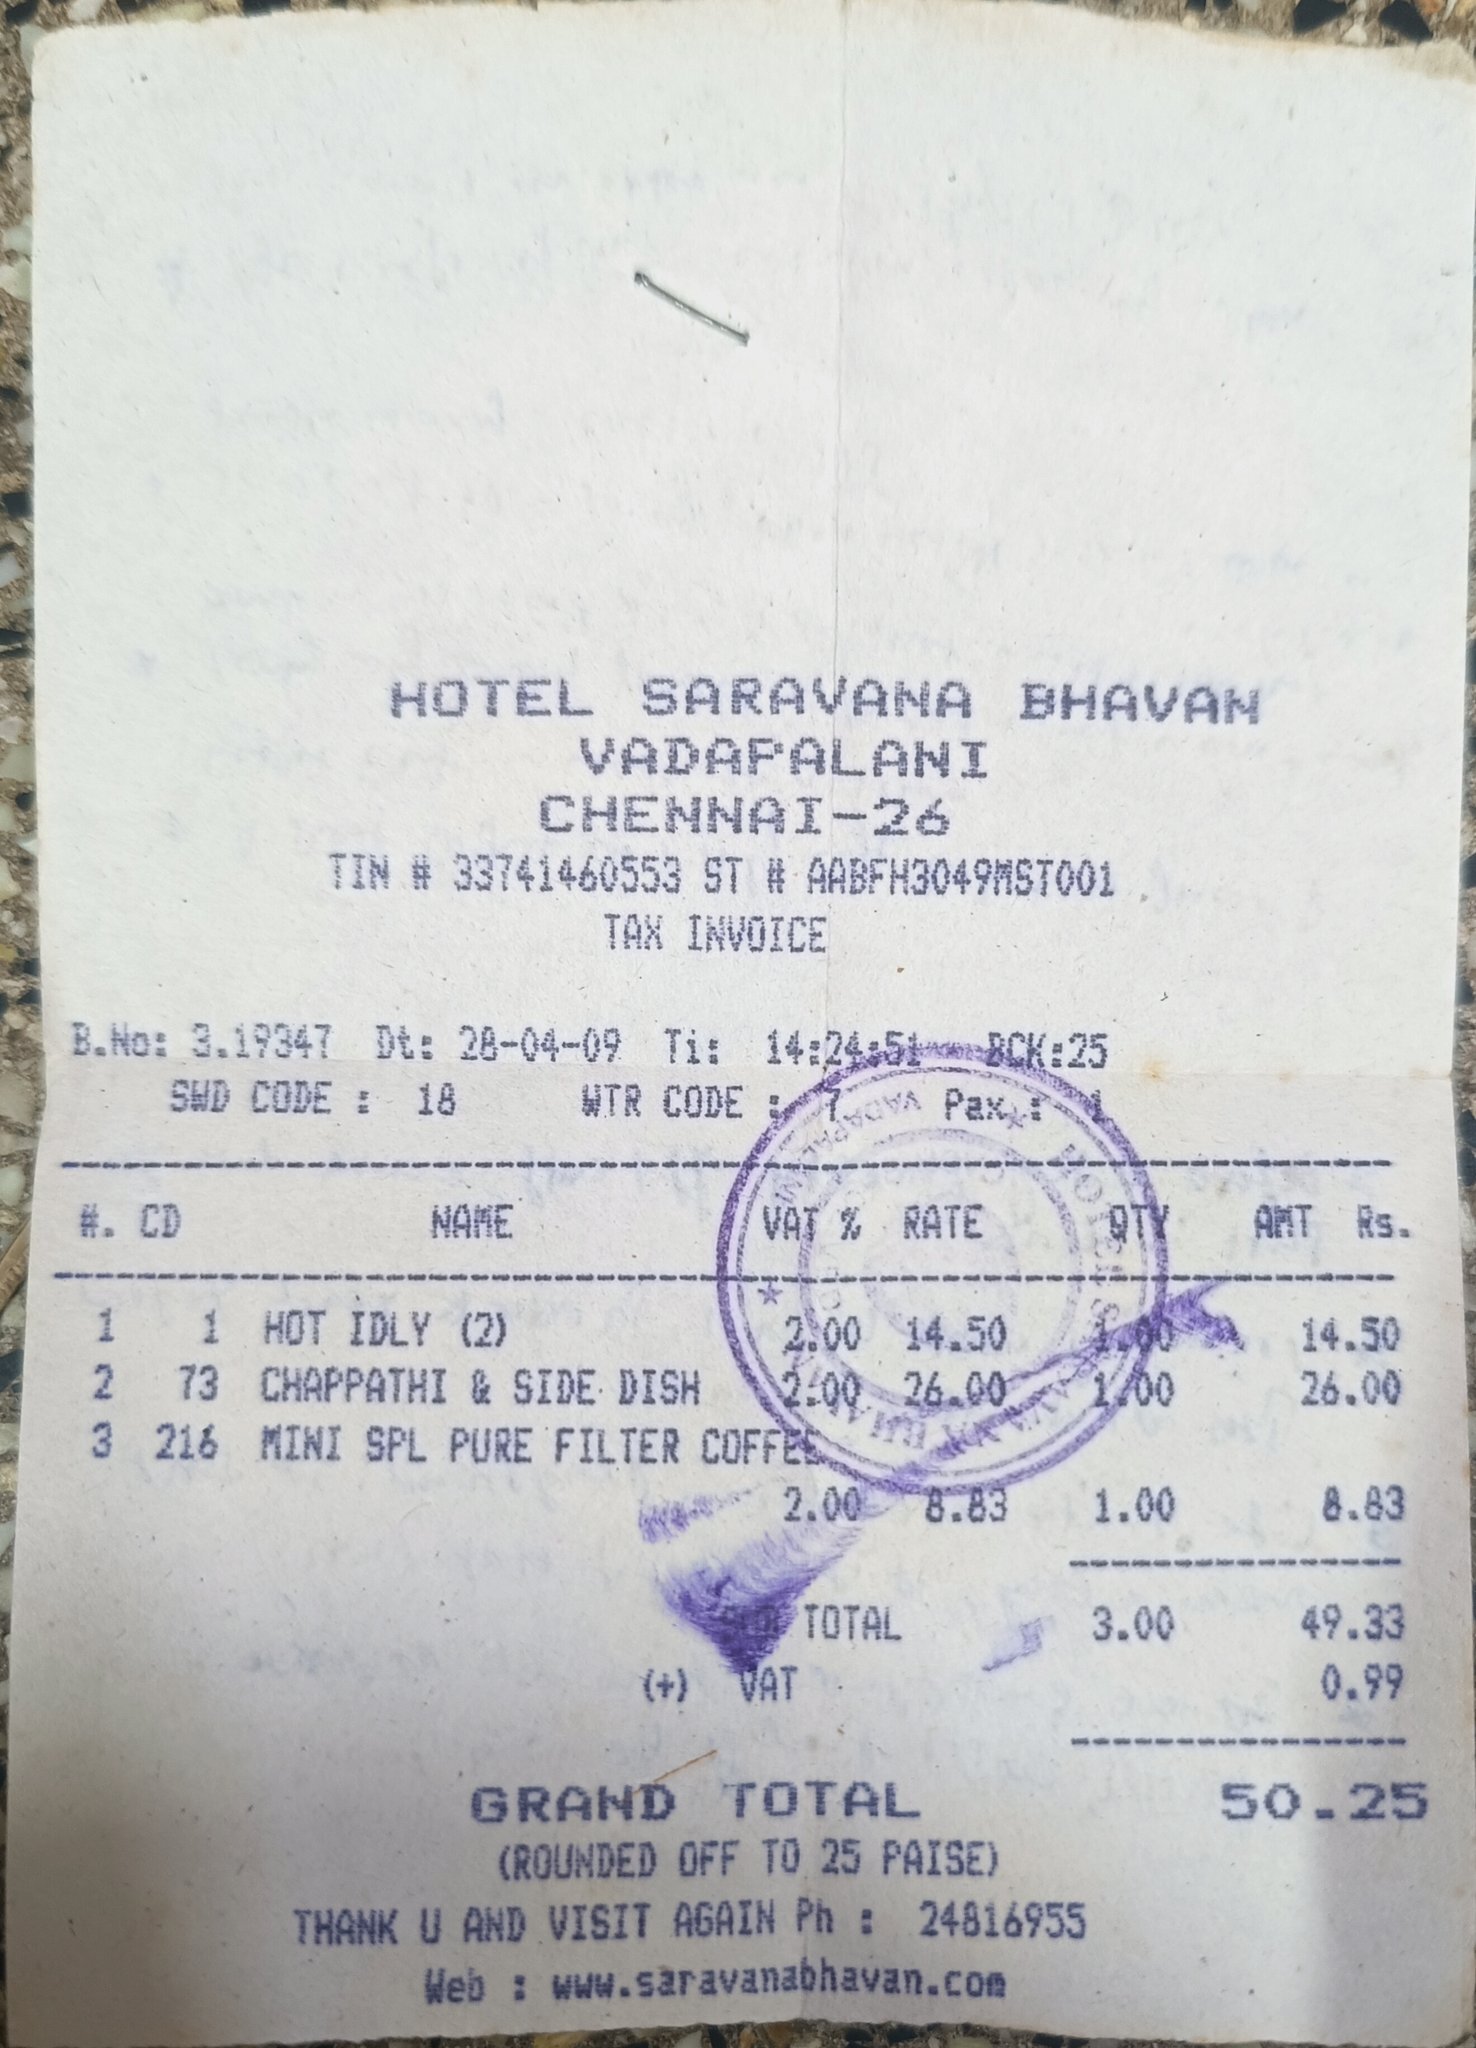 HOTEL SARAVANA BHAVAN
VADAPALANI
CHENNAI-26
TIN # 33741460553 ST # AABFH3049MST001
TAX INVOICE
B.No: 3.19347 Dt: 28-04-09 Ti: 14:24:51 BCK:25
SWD CODE : 18 WTR CODE : 7 Pax : 1
#. CD NAME VAT % RATE QTY AMT Rs.
1 1 HOT IDLY (2) 2.00 14.50 1.00 14.50
2 73 CHAPPATHI & SIDE DISH 2.00 26.00 1.00 26.00
3 216 MINI SPL PURE FILTER COFFEE
2.00 8.83 1.00 8.83
TOTAL 3.00 49.33
(+) VAT 0.99
GRAND TOTAL 50.25
(ROUNDED OFF TO 25 PAISE)
THANK U AND VISIT AGAIN Ph : 24816955
Web : www.saravanabhavan.com
HOTEL SARAVANA BHAVAN
VADAPALANI